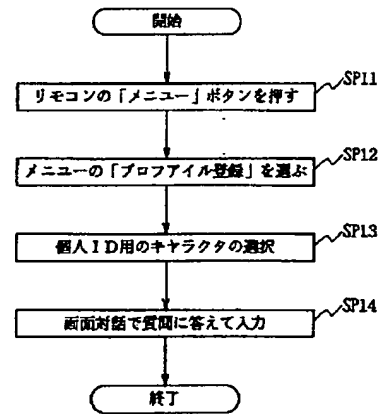 開始
SP11
リモコンの「メニュー」ボタンを押す
SP12
メニューの「プロファイル登録」を選ぶ
SP13
個人ID用のキャラクタの選択
SP14
画面対話で質問に答えて入力
終了